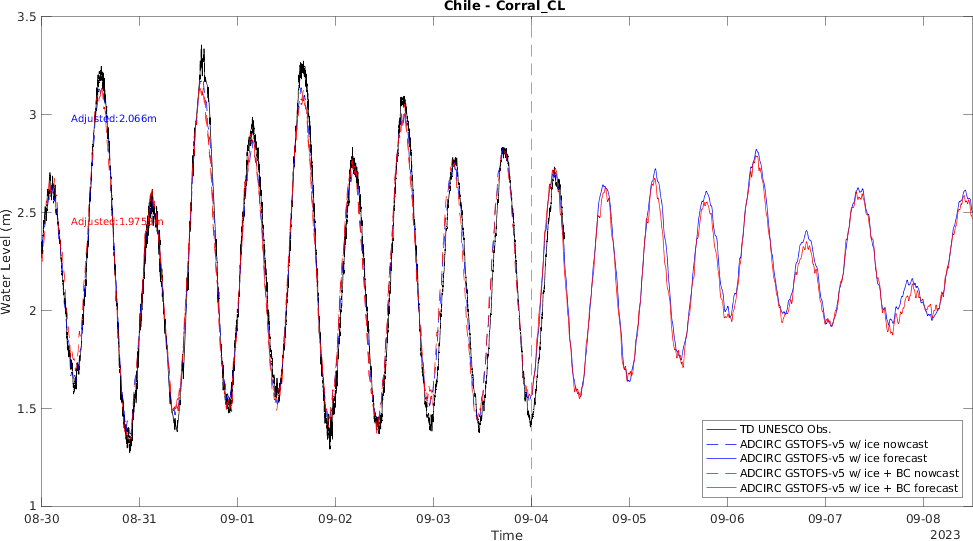 Chile - Corral_CL
3.5
3
2.5
2
1.5
1
Water Level (m)
Adjusted:2.066m
08-30
08-31
09-01
09-02
09-03
09-04
09-05
09-06
09-07
09-08
Time
2023
TD UNESCO Obs.
ADCIRC GSTOFS-v5 w/ ice nowcast
ADCIRC GSTOFS-v5 w/ ice forecast
ADCIRC GSTOFS-v5 w/ ice + BC nowcast
ADCIRC GSTOFS-v5 w/ ice + BC forecast